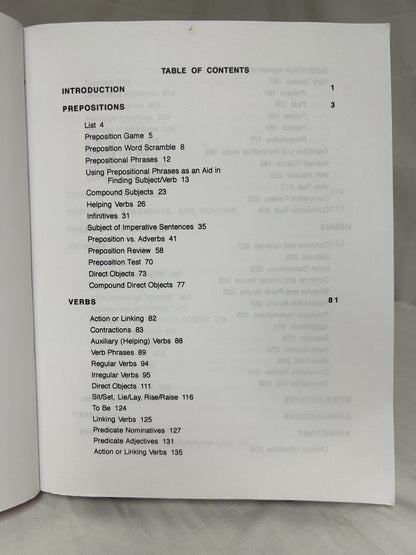 TABLE OF CONTENTS
INTRODUCTION 1
PREPOSITIONS 3
List 4
Preposition Game 5
Preposition Word Scramble 8
Prepositional Phrases 12
Using Prepositional Phrases as an Aid in
Finding Subject/Verb 13
Compound Subjects 23
Helping Verbs 26
Infinitives 31
Subject of Imperative Sentences 35
Preposition vs. Adverbs 41
Preposition Review 58
Preposition Test 70
Direct Objects 73
Compound Direct Objects 77
VERBS 81
Action or Linking 82
Contractions 83
Auxiliary (Helping) Verbs 88
Verb Phrases 89
Regular Verbs 94
Irregular Verbs 95
Direct Objects 111
Sit/Set, Lie/Lay, Rise/Raise 116
To Be 124
Linking Verbs 125
Predicate Nominatives 127
Predicate Adjectives 131
Action or Linking Verbs 135